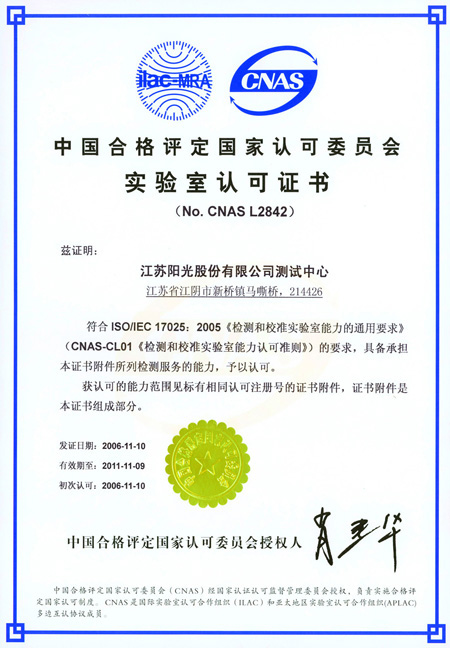 ilac-MRA
CNAS
中国合格评定国家认可委员会
实验室认可证书
（No. CNAS L2842）
兹证明：
江苏阳光股份有限公司测试中心
江苏省江阴市新桥镇马嘶桥，214426
符合 ISO/IEC 17025：2005《检测和校准实验室能力的通用要求》
（CNAS-CL01《检测和校准实验室能力认可准则》）的要求，具备承担
本证书附件所列检测服务的能力，予以认可。
获认可的能力范围见标有相同认可注册号的证书附件，证书附件是
本证书组成部分。
发证日期：2006-11-10
有效期至：2011-11-09
初次认可：2006-11-10
中国合格评定国家认可委员会授权人
中国合格评定国家认可委员会（CNAS）经国家认证认可监督管理委员会授权，负责实施合格评
定国家认可制度。CNAS是国际实验室认可合作组织（ILAC）和亚太地区实验室认可合作组织(APLAC)
多边互认协议成员。